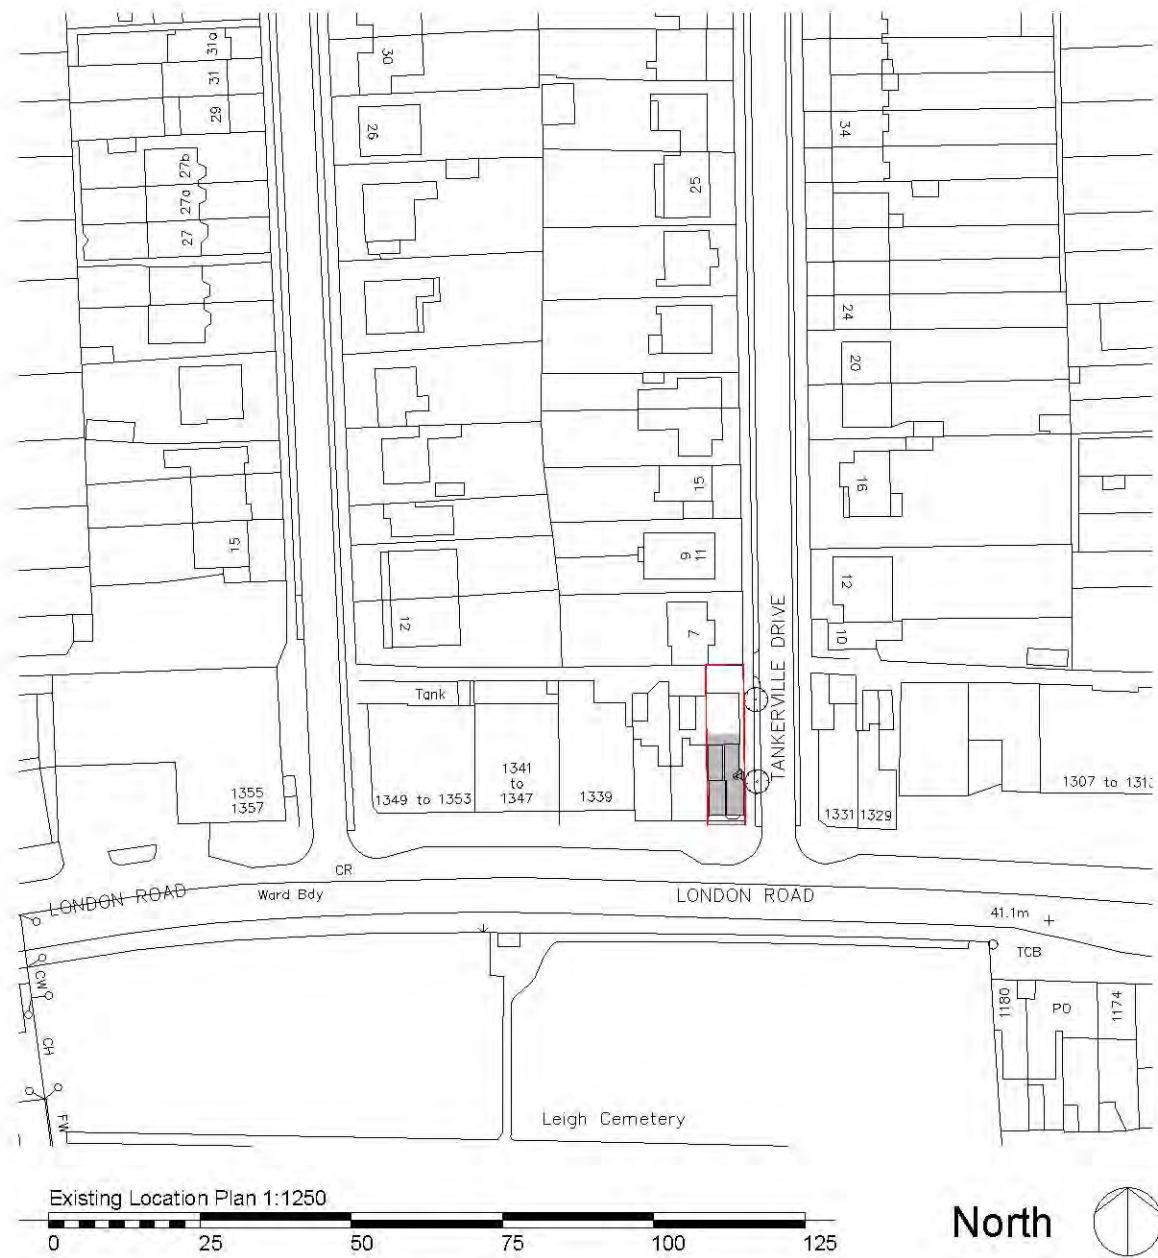 31a
30
31
29
26
34
27b
25
27a
27
24
20
15
16
15
9
11
12
12
10
7
TANKERVILLE DRIVE
Tank
1355
1357
1349 to 1353
1341
to
1347
1339
1331
1329
1307 to 131
CR
LONDON ROAD
Ward Bdy
LONDON ROAD
41.1m
TCB
CW
1180
PO
1174
CH
FW
Leigh Cemetery
Existing Location Plan 1:1250
North
0 25 50 75 100 125